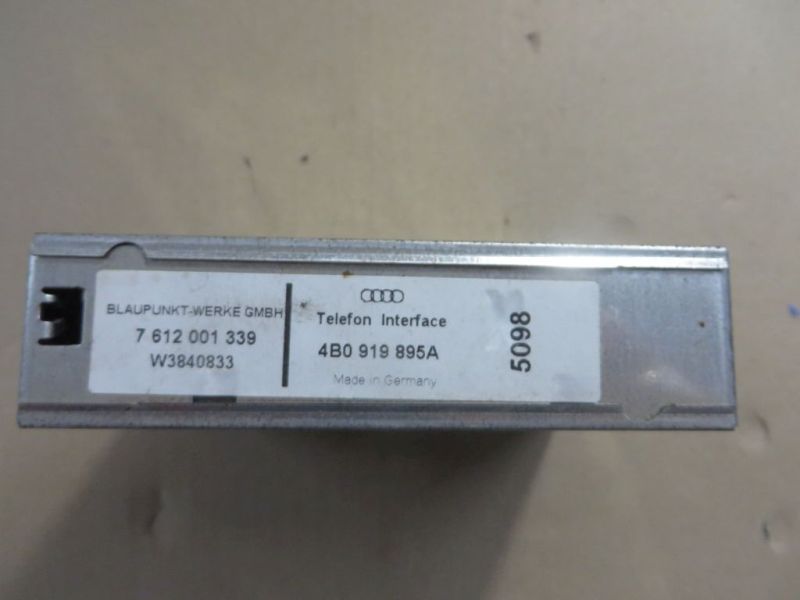 BLAUPUNKT-WERKE GMBH
7 612 001 339
W3840833
Telefon Interface
4B0 919 895A
Made in Germany
5098